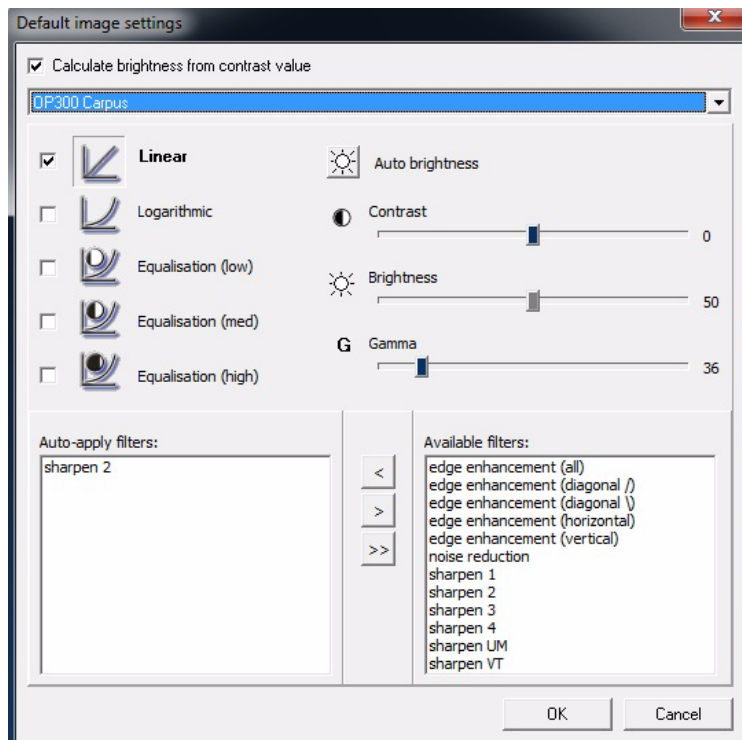 Default image settings
x
Calculate brightness from contrast value
OP300 Carpus
Linear
Auto brightness
Logarithmic
Contrast
0
Equalisation (low)
Brightness
50
Equalisation (med)
G Gamma
36
Equalisation (high)
Auto-apply filters:
sharpen 2
<
>
>>
Available filters:
edge enhancement (all)
edge enhancement (diagonal /)
edge enhancement (diagonal \)
edge enhancement (horizontal)
edge enhancement (vertical)
noise reduction
sharpen 1
sharpen 2
sharpen 3
sharpen 4
sharpen UM
sharpen VT
OK
Cancel